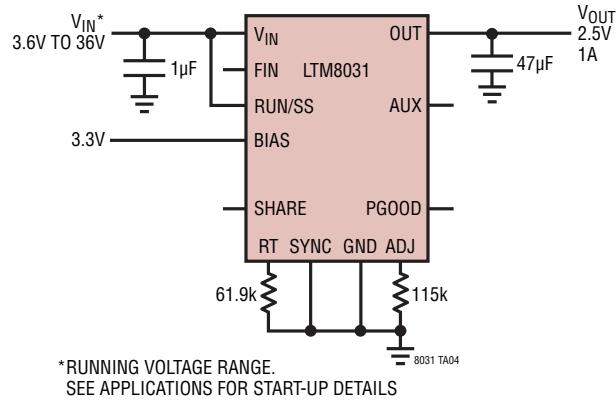 VIN*
3.6V TO 36V
1µF
VIN
FIN
RUN/SS
LTM8031
OUT
AUX
VOUT
2.5V
1A
47µF
3.3V
BIAS
SHARE
PGOOD
RT SYNC GND ADJ
61.9k
115k
8031 TA04
*RUNNING VOLTAGE RANGE.
SEE APPLICATIONS FOR START-UP DETAILS